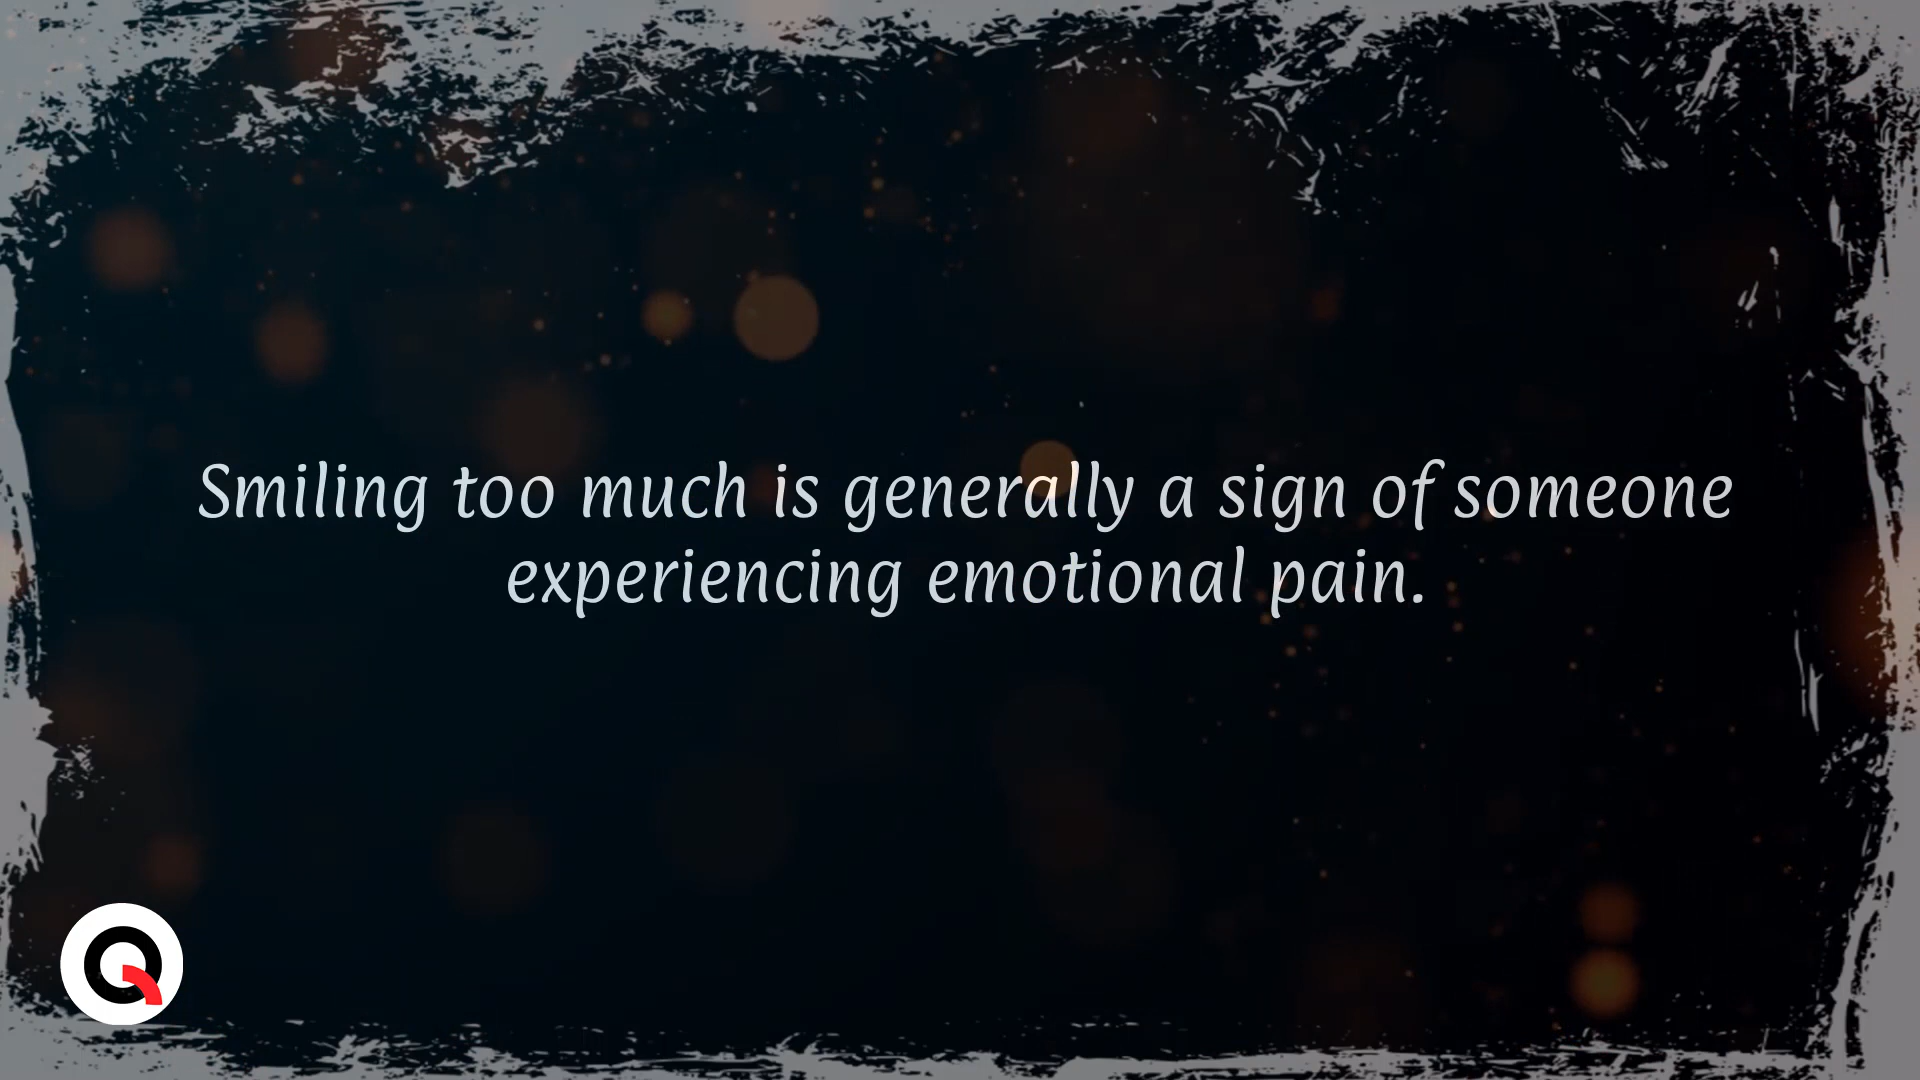 Smiling too much is generally a sign of someone
experiencing emotional pain.
Q